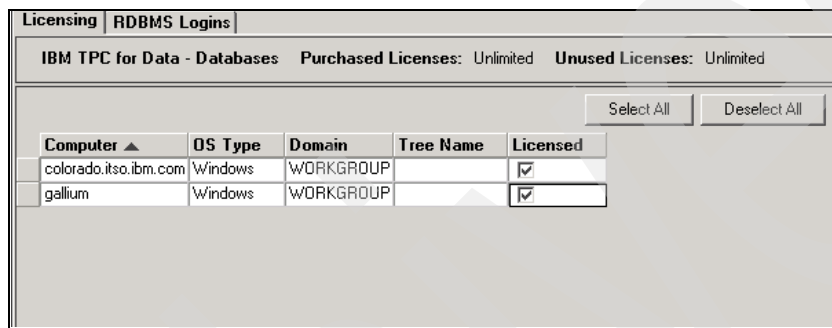 Licensing RDBMS Logins
IBM TPC for Data - Databases Purchased Licenses: Unlimited Unused Licenses: Unlimited
Select All Deselect All
Computer OS Type Domain Tree Name Licensed
colorado.itso.ibm.com Windows WORKGROUP
gallium Windows WORKGROUP